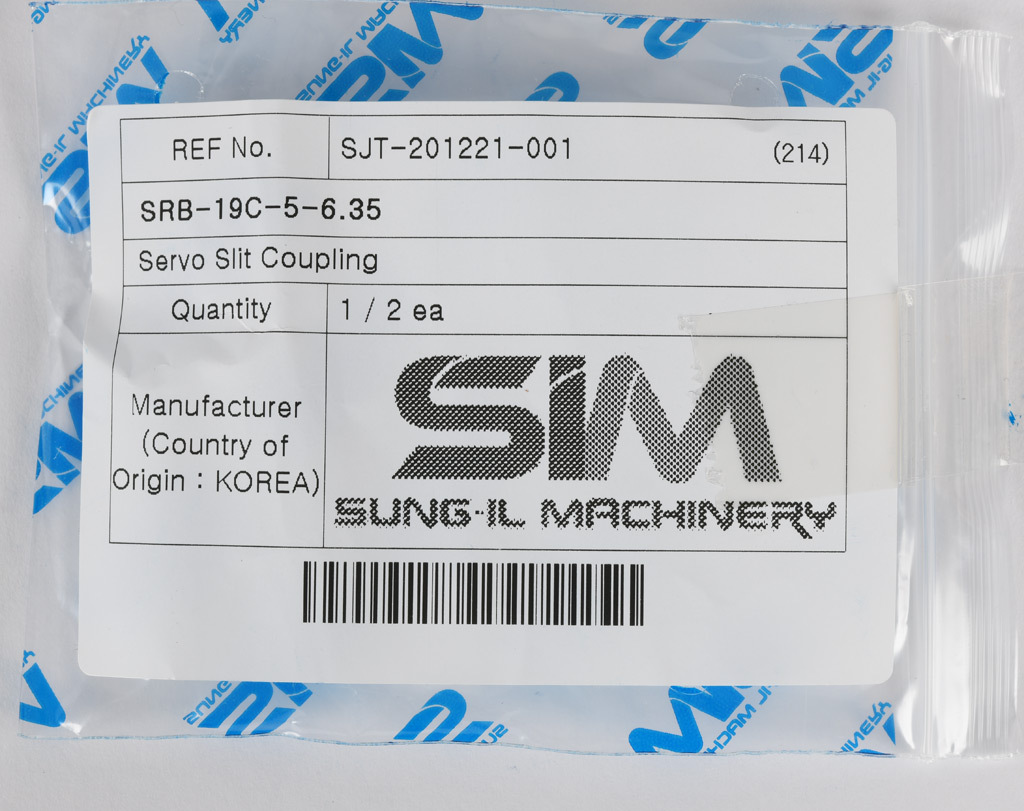 REF No. SJT-201221-001 (214)
SRB-19C-5-6.35
Servo Slit Coupling
Quantity 1 / 2 ea
Manufacturer
(Country of
Origin : KOREA)
SIM
SUNG-IL MACHINERY